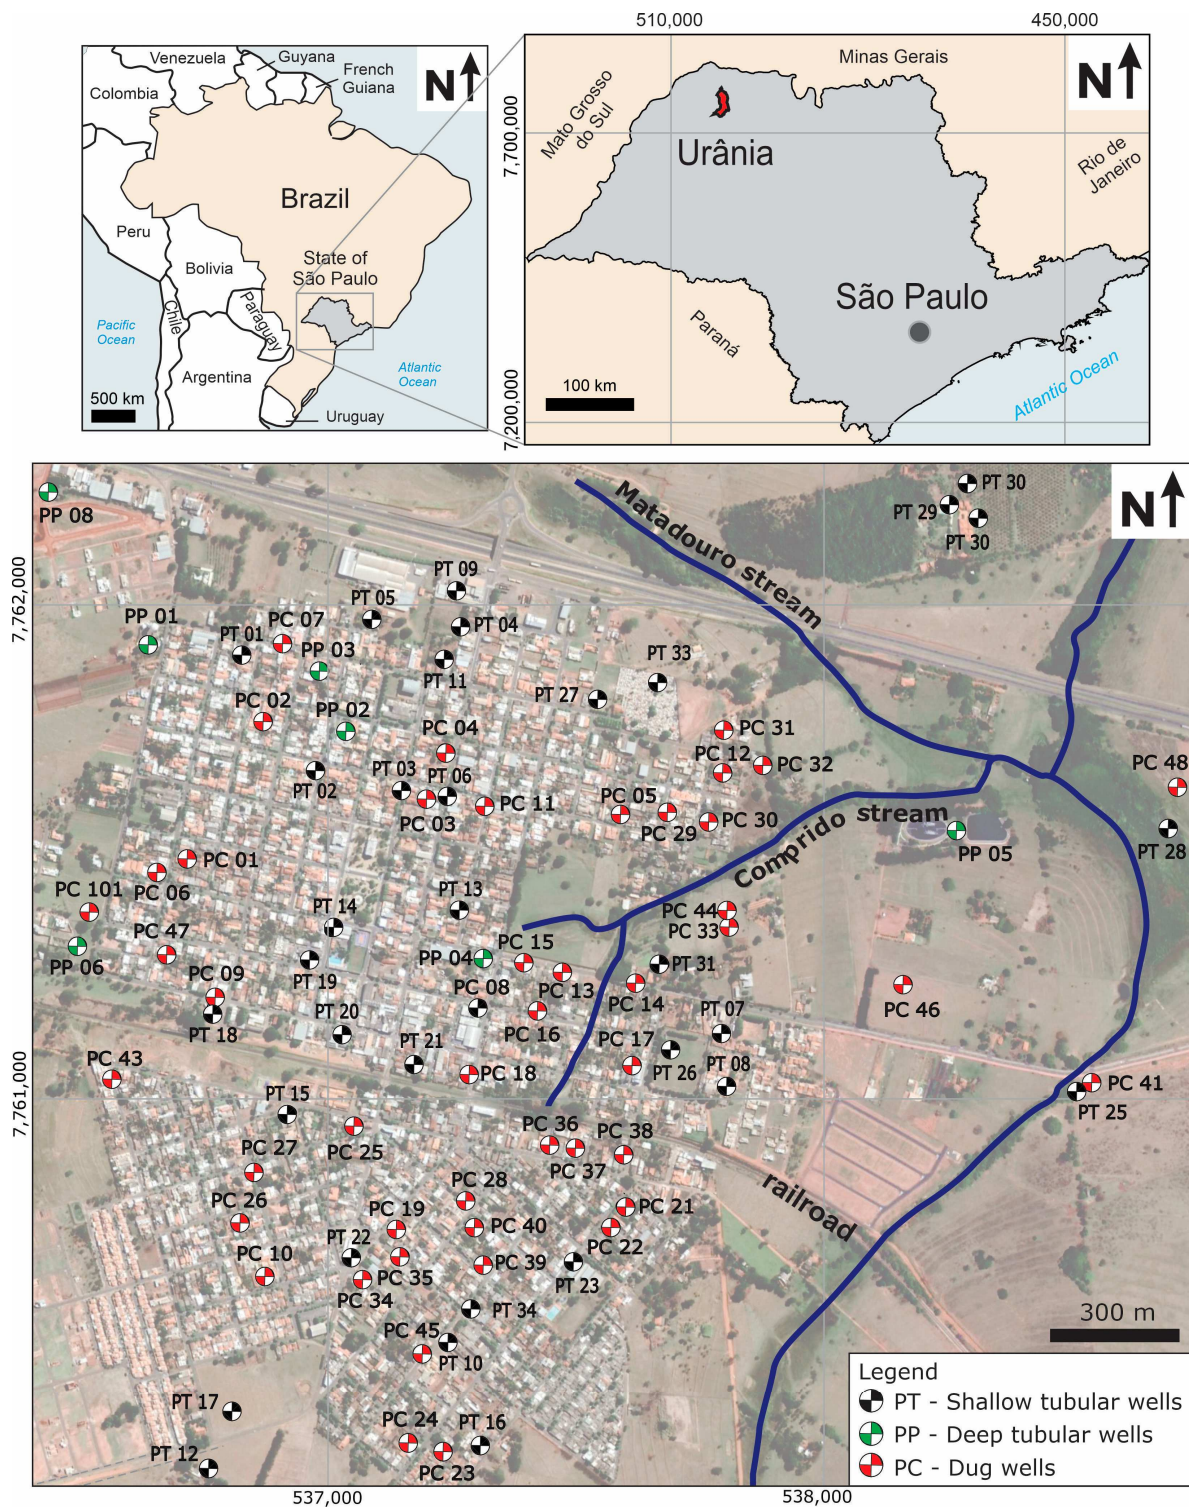 510,000
450,000
Venezuela
Guyana
French
Guiana
Colombia
N
Brazil
Peru
Bolivia
State of
São Paulo
Paraguay
Chile
Pacific
Ocean
Argentina
Atlantic
Ocean
Uruguay
500 km
Minas Gerais
N
Mato Grosso
do Sul
7,700,000
Urânia
Rio de
Janeiro
São Paulo
Paraná
100 km
Atlantic Ocean
7,200,000
PP 08
PT 30
PT 29
PT 30
N
Matadouro stream
PT 09
7,762,000
PT 05
PP 01
PC 07
PT 04
PT 01
PP 03
PT 11
PT 33
PT 27
PC 02
PP 02
PC 04
PC 31
PC 12
PC 32
PC 48
PT 03
PT 06
PT 02
PC 03
PC 11
PC 05
PC 29
PC 30
Comprido stream
PP 05
PT 28
PC 01
PC 06
PC 101
PT 13
PT 14
PC 44
PC 33
PC 47
PP 06
PP 04
PC 15
PT 31
PT 19
PC 13
PC 14
PC 09
PC 08
PC 46
PT 18
PT 20
PC 16
PT 07
PT 21
PC 17
PT 26
PT 08
PC 43
PC 18
PC 41
PT 25
7,761,000
PT 15
PC 25
PC 36
PC 37
PC 38
PC 27
railroad
PC 28
PC 26
PC 19
PC 40
PC 21
PC 22
PT 22
PC 10
PC 35
PC 39
PT 23
PC 34
PT 34
300 m
PC 45
PT 10
PT 17
PC 24
PT 16
PT 12
PC 23
Legend
PT - Shallow tubular wells
PP - Deep tubular wells
PC - Dug wells
537,000
538,000